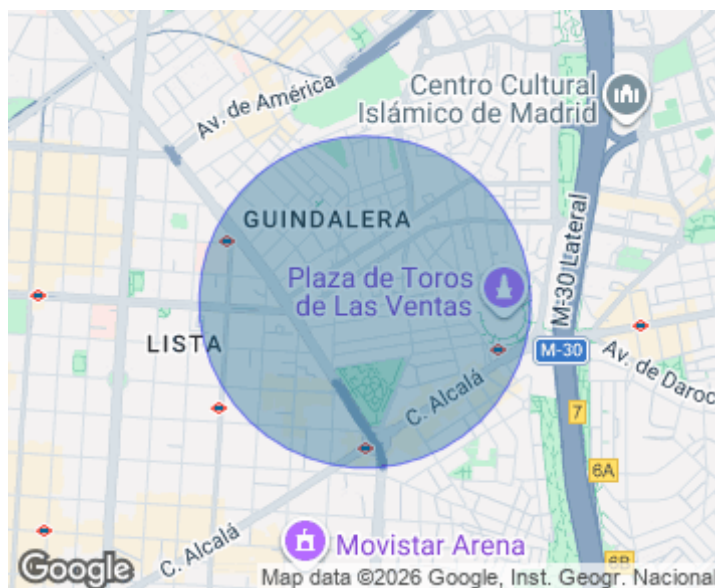 Av. de América
Centro Cultural
Islámico de Madrid
GUINDALERA
Plaza de Toros
de Las Ventas
M-30 Lateral
LISTA
M-30
Av. de Daroc
C. Alcalá
7
6A
C. Alcalá
Movistar Arena
6B
Google
Map data ©2026 Google, Inst. Geogr. Nacional